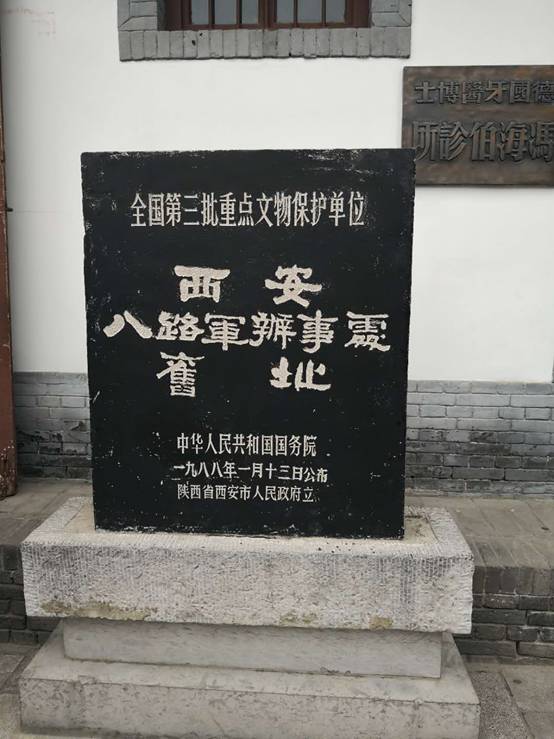 全国第三批重点文物保护单位
西安
八路軍辦事處
舊址
中华人民共和国国务院
一九八八年一月十三日公布
陕西省西安市人民政府立
士博醫牙國德
所診伯海馮